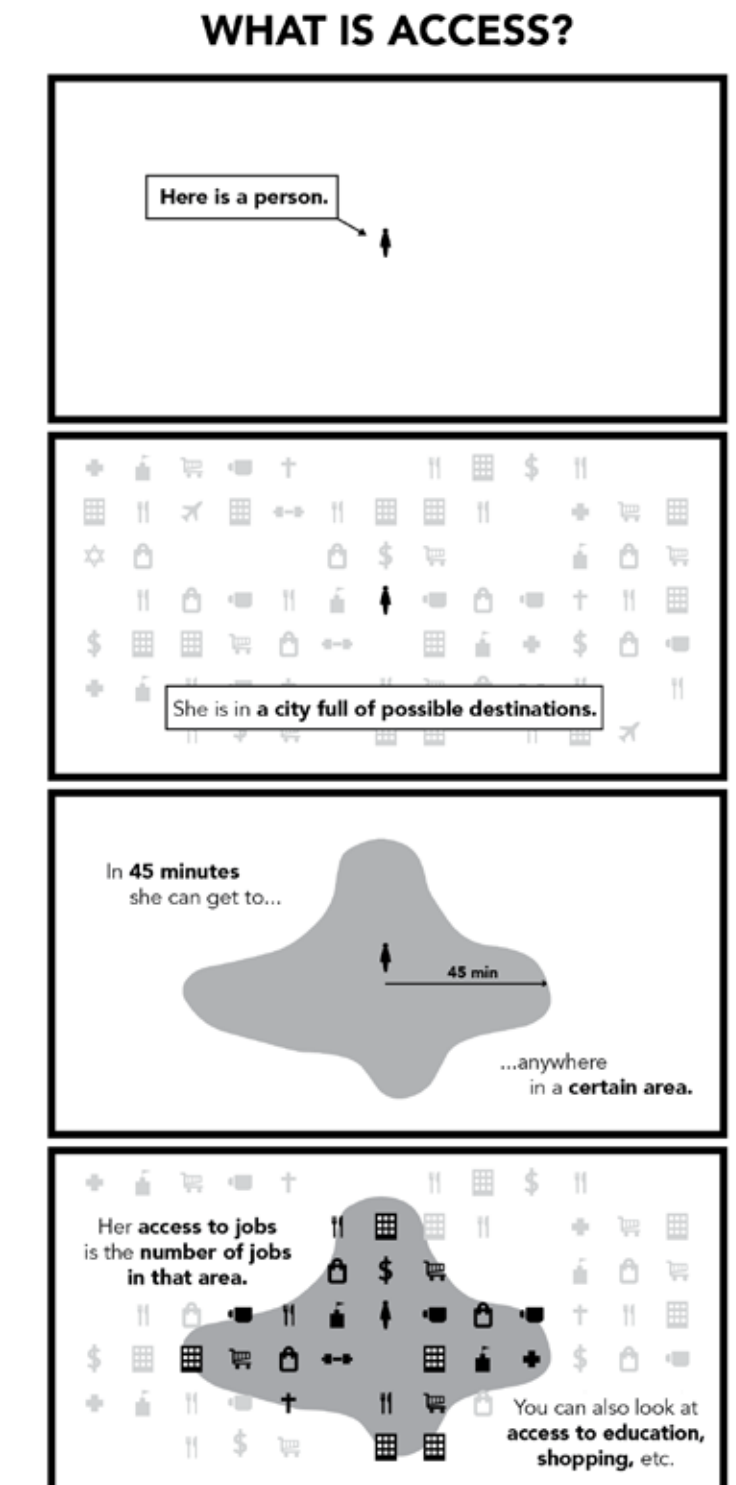 WHAT IS ACCESS?
Here is a person.
She is in a city full of possible destinations.
In 45 minutes
she can get to...
45 min
...anywhere
in a certain area.
Her access to jobs
is the number of jobs
in that area.
You can also look at
access to education,
shopping, etc.